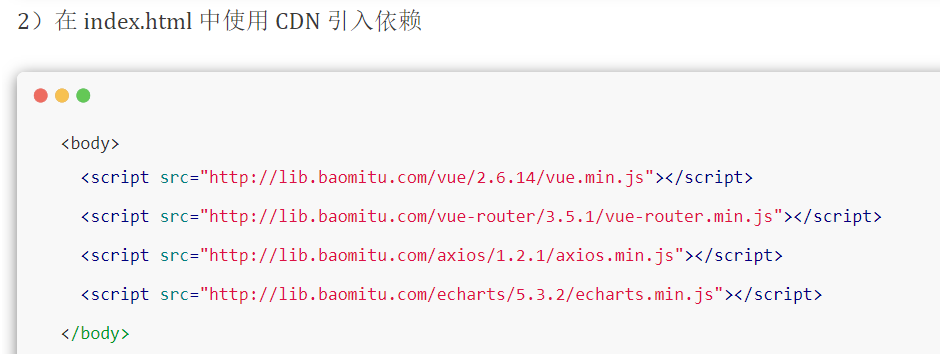 2）在 index.html 中使用 CDN 引入依赖
<body>
<script src="http://lib.baomitu.com/vue/2.6.14/vue.min.js"></script>
<script src="http://lib.baomitu.com/vue-router/3.5.1/vue-router.min.js"></script>
<script src="http://lib.baomitu.com/axios/1.2.1/axios.min.js"></script>
<script src="http://lib.baomitu.com/echarts/5.3.2/echarts.min.js"></script>
</body>